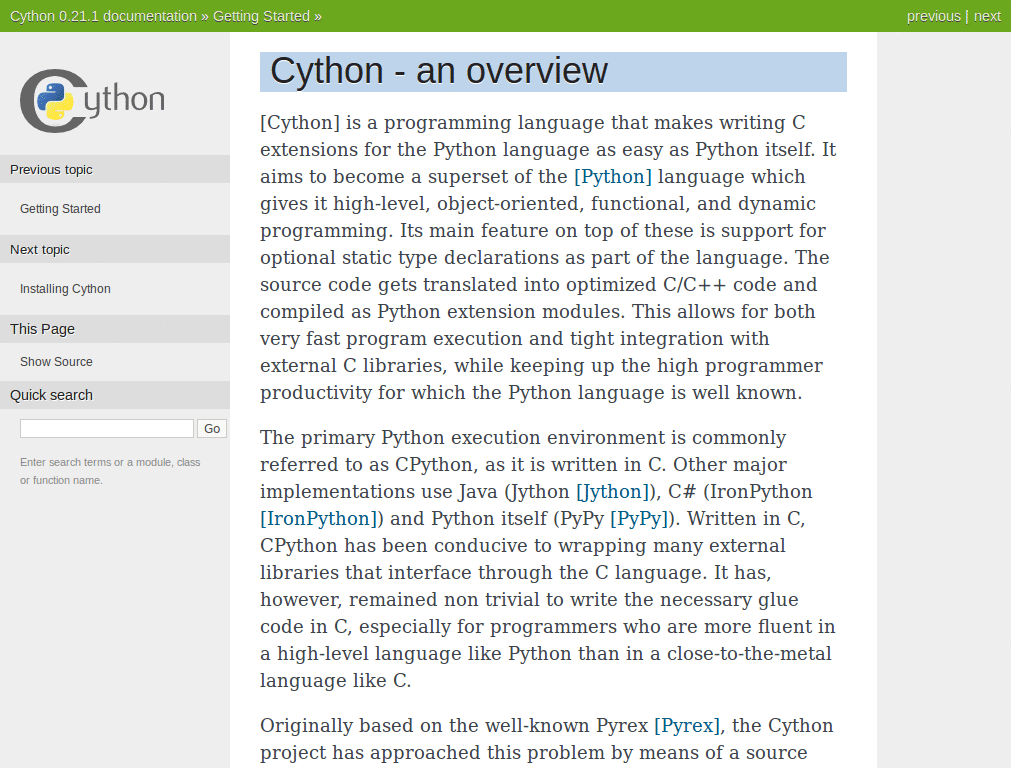 Cython 0.21.1 documentation » Getting Started »
previous | next
Cython
Previous topic
Getting Started
Next topic
Installing Cython
This Page
Show Source
Quick search
Go
Enter search terms or a module, class
or function name.
Cython - an overview
[Cython] is a programming language that makes writing C
extensions for the Python language as easy as Python itself. It
aims to become a superset of the [Python] language which
gives it high-level, object-oriented, functional, and dynamic
programming. Its main feature on top of these is support for
optional static type declarations as part of the language. The
source code gets translated into optimized C/C++ code and
compiled as Python extension modules. This allows for both
very fast program execution and tight integration with
external C libraries, while keeping up the high programmer
productivity for which the Python language is well known.
The primary Python execution environment is commonly
referred to as CPython, as it is written in C. Other major
implementations use Java (Jython [Jython]), C# (IronPython
[IronPython]) and Python itself (PyPy [PyPy]). Written in C,
CPython has been conducive to wrapping many external
libraries that interface through the C language. It has,
however, remained non trivial to write the necessary glue
code in C, especially for programmers who are more fluent in
a high-level language like Python than in a close-to-the-metal
language like C.
Originally based on the well-known Pyrex [Pyrex], the Cython
project has approached this problem by means of a source